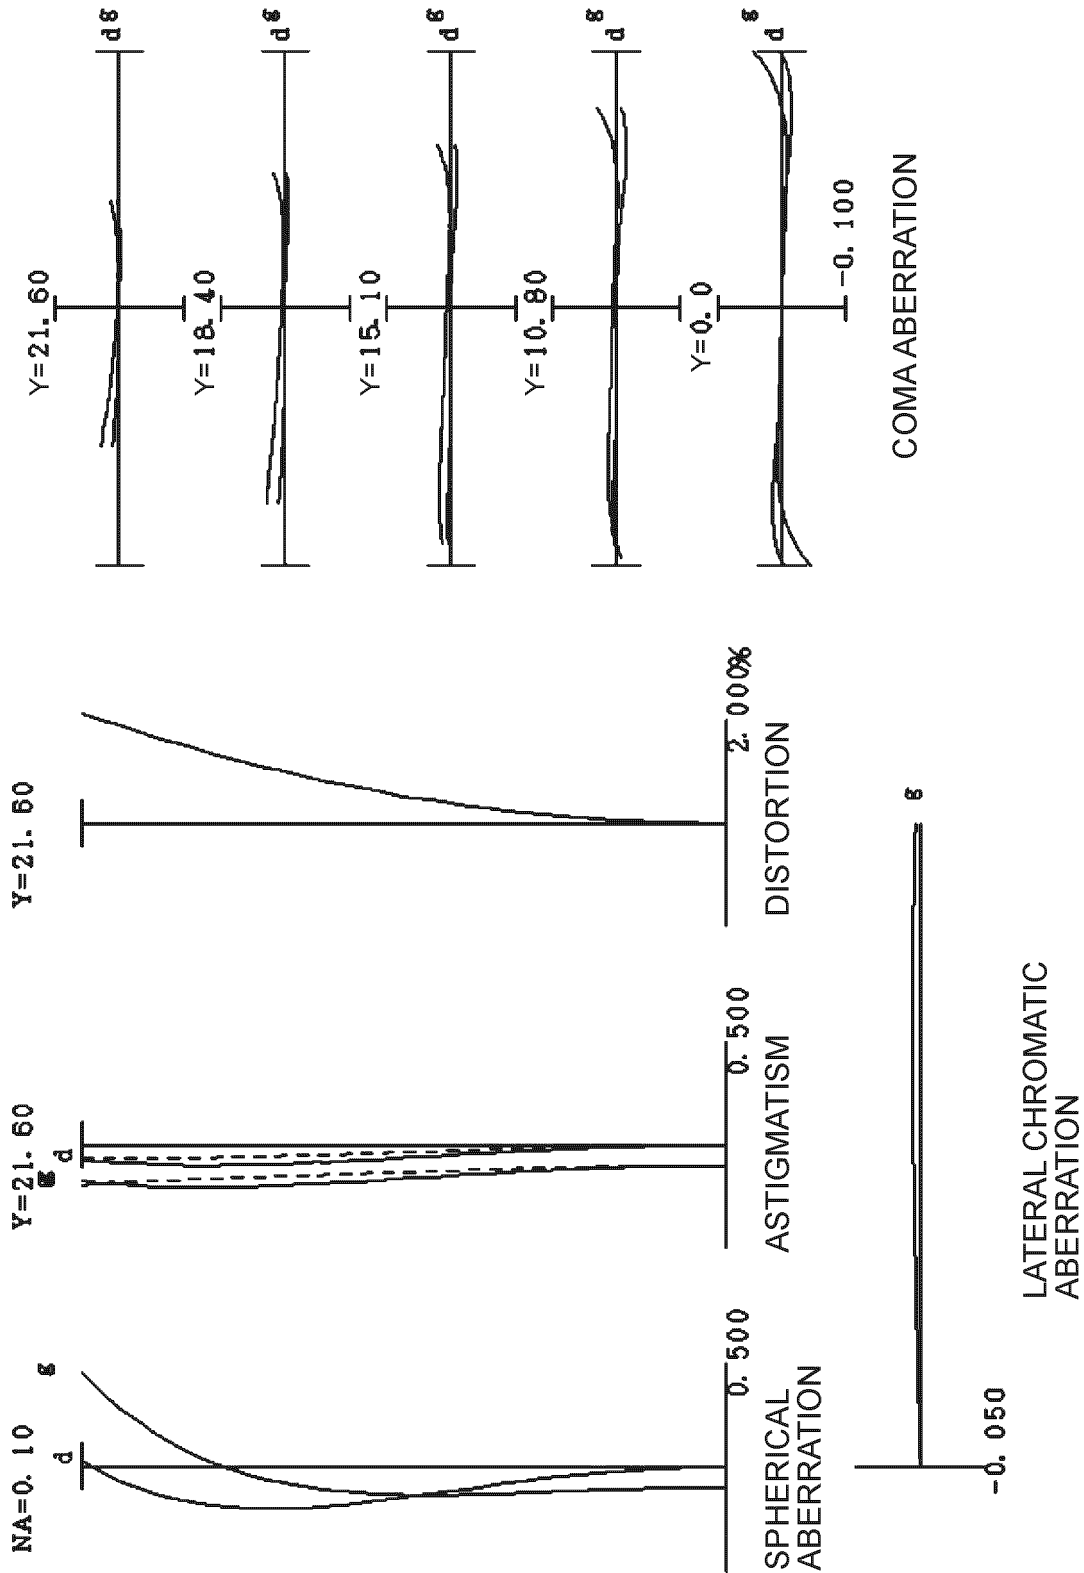 NA=0. 10
d
g
0. 500
SPHERICAL
ABERRATION
Y=21. 60
g
d
0. 500
ASTIGMATISM
Y=21. 60
2. 000%
DISTORTION
Y=21. 60
d
g
Y=18. 40
d
g
Y=15. 10
d
g
Y=10. 80
d
g
Y=0. 0
d
g
-0. 100
COMA ABERRATION
g
-0. 050
LATERAL CHROMATIC
ABERRATION